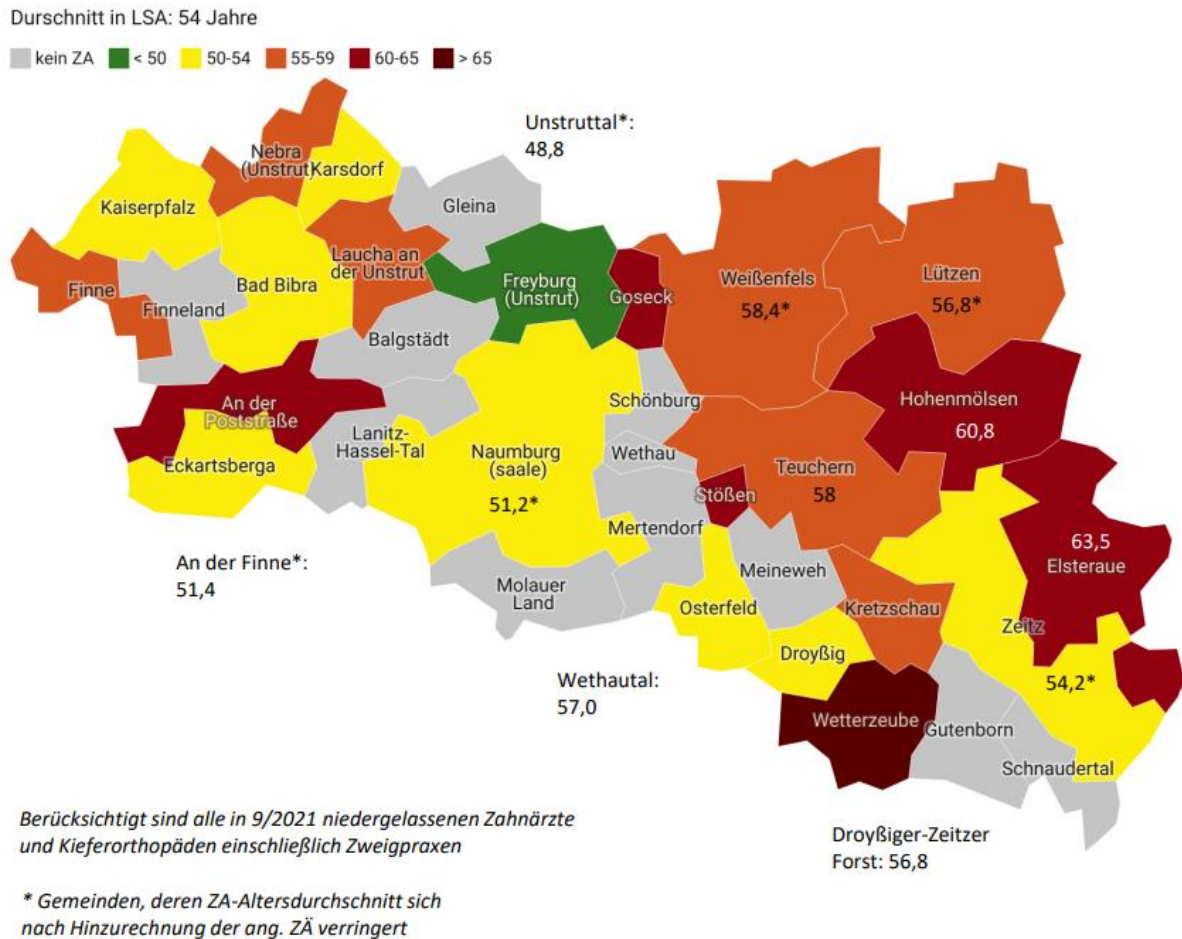 Durschnitt in LSA: 54 Jahre
kein ZA < 50 50-54 55-59 60-65 > 65
Unstruttal*:
48,8
Nebra
(Unstrut)
Karsdorf
Kaiserpfalz
Gleina
Laucha an
der Unstrut
Finne
Finneland
Bad Bibra
Freyburg
(Unstrut)
Goseck
Weißenfels
58,4*
Lützen
56,8*
Balgstädt
An der
Poststraße
Schönburg
Hohenmölsen
60,8
Lanitz-
Hassel-Tal
Eckartsberga
Naumburg
(saale)
51,2*
Wethau
Teuchern
58
Stößen
Mertendorf
63,5
Elsteraue
An der Finne*:
51,4
Molauer
Land
Meineweh
Osterfeld
Kretzschau
Zeitz
54,2*
Droyßig
Wethautal:
57,0
Wetterzeube
Gutenborn
Schnaudertal
Berücksichtigt sind alle in 9/2021 niedergelassenen Zahnärzte
und Kieferorthopäden einschließlich Zweigpraxen
Droyßiger-Zeitzer
Forst: 56,8
* Gemeinden, deren ZA-Altersdurchschnitt sich
nach Hinzurechnung der ang. ZÄ verringert